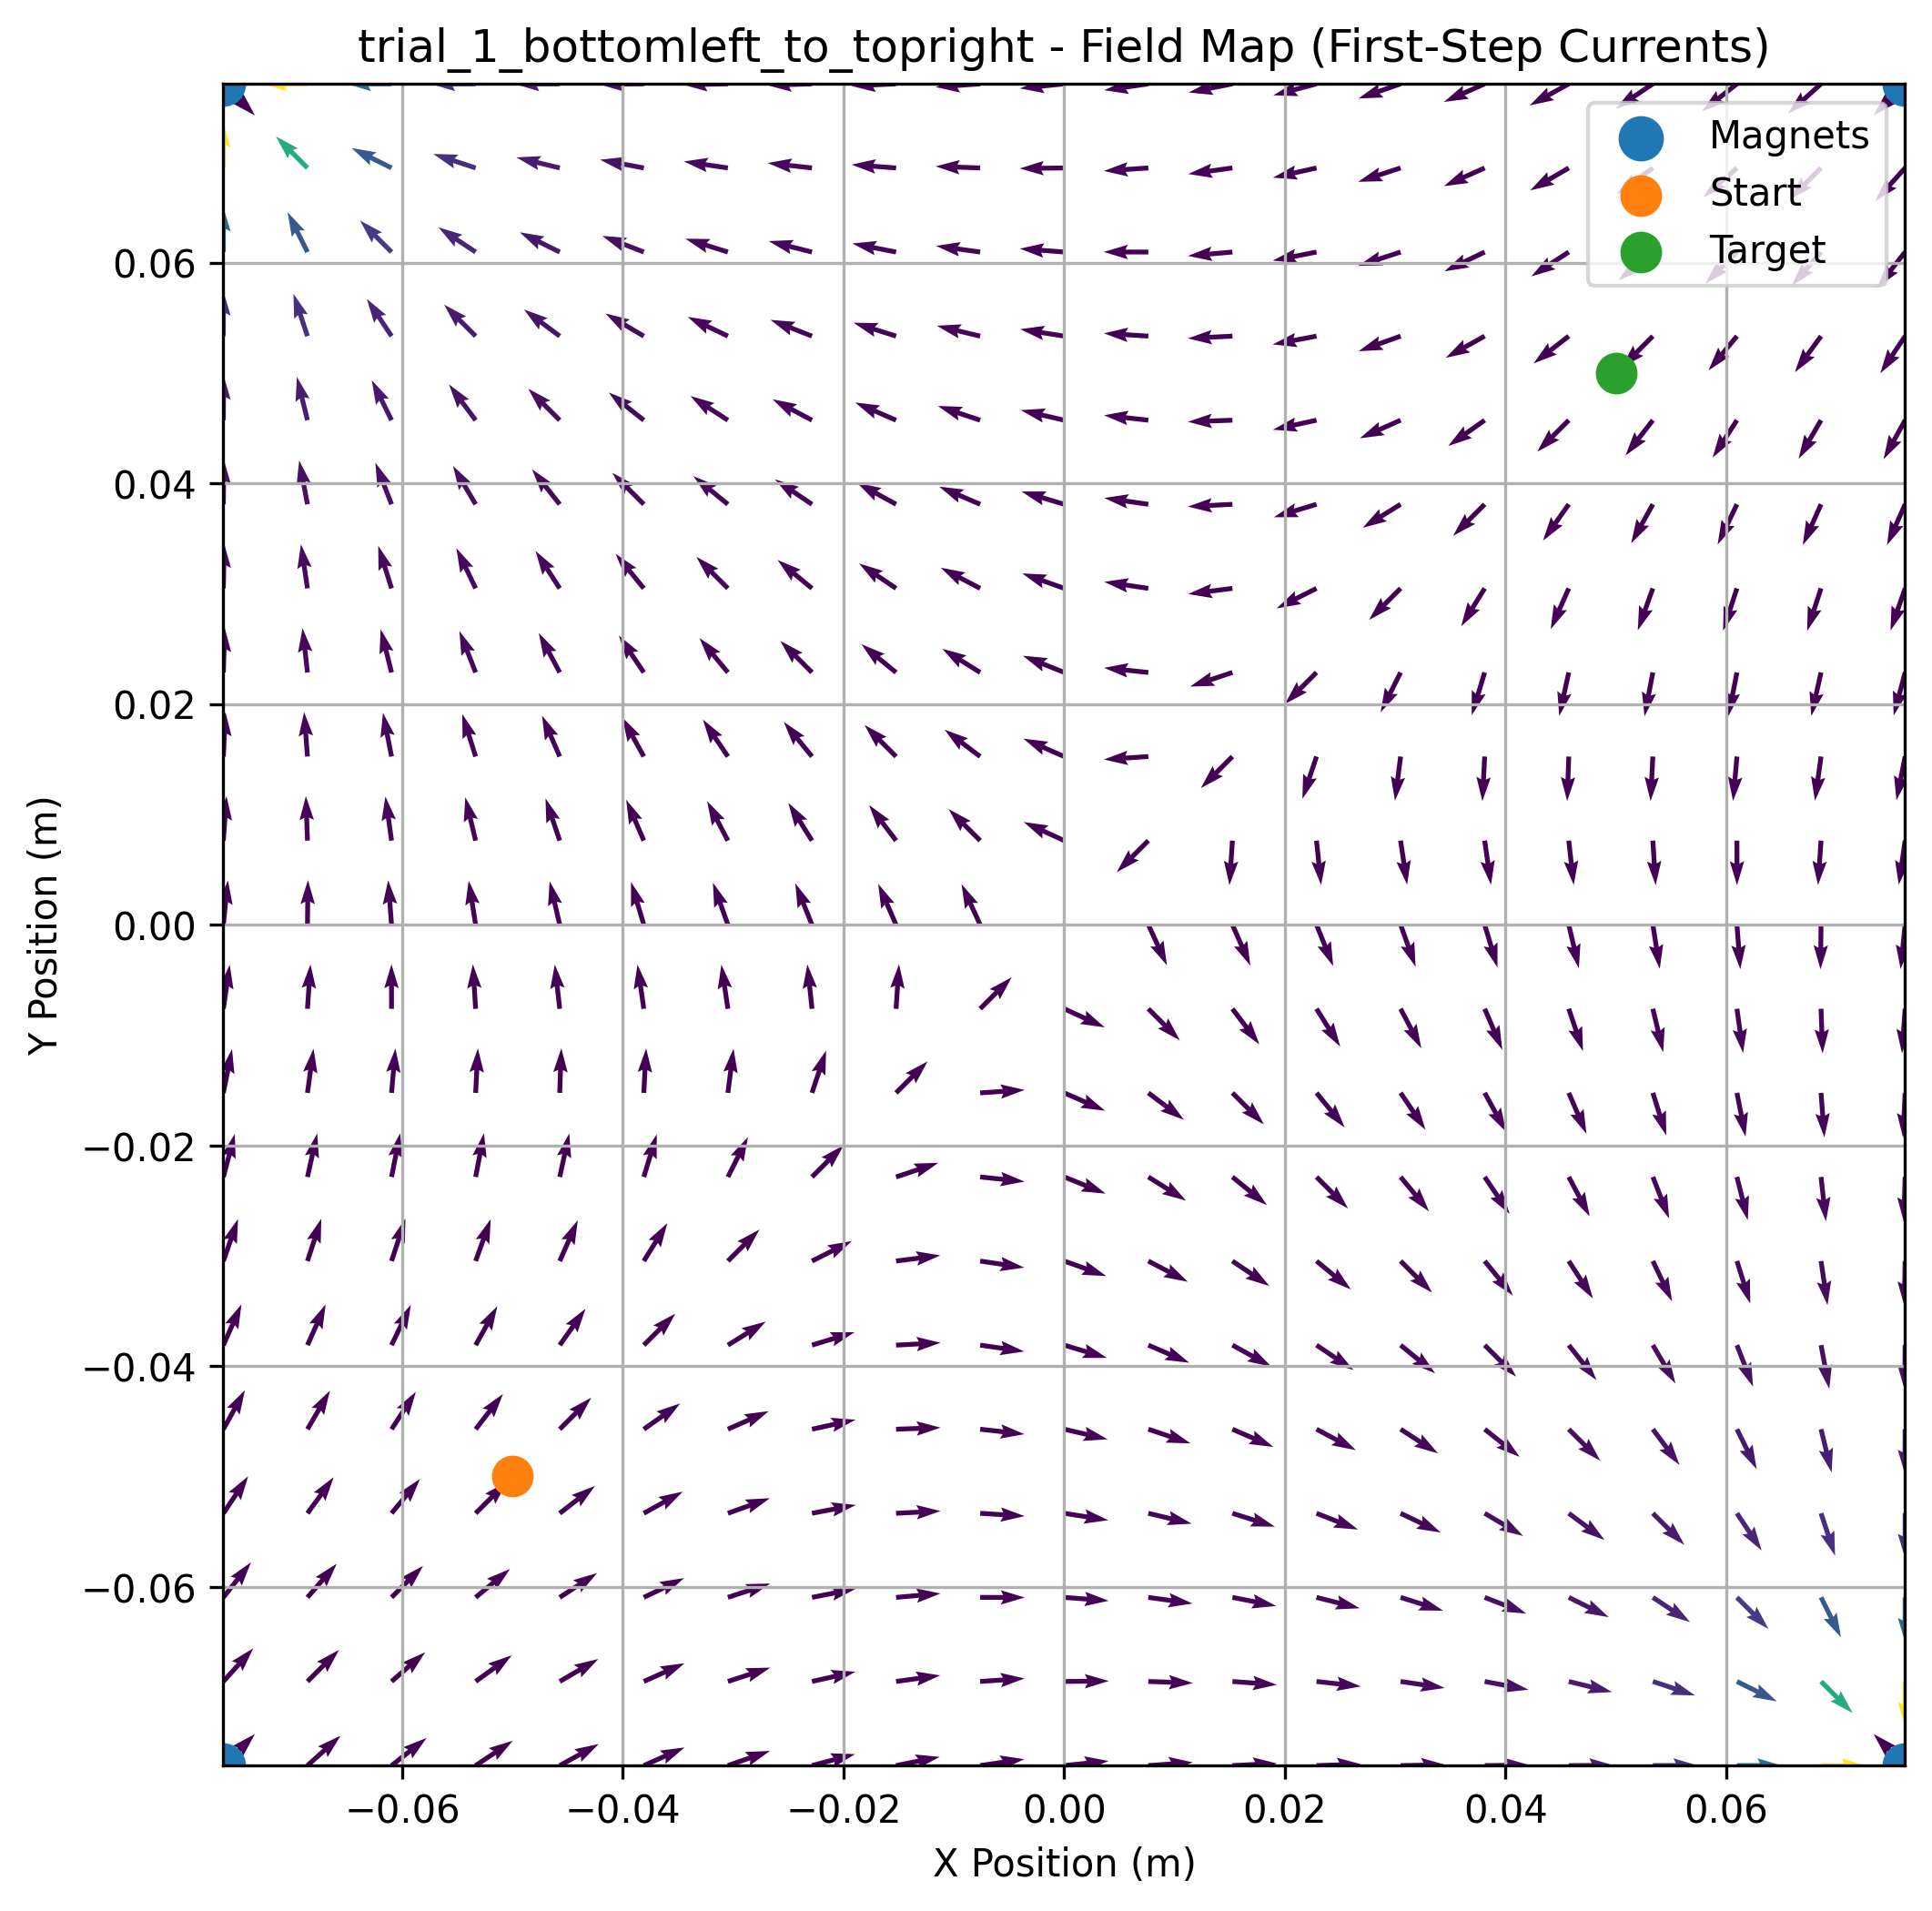 trial_1_bottomleft_to_topright - Field Map (First-Step Currents)
Magnets
Start
Target
Y Position (m)
0.06
0.04
0.02
0.00
−0.02
−0.04
−0.06
−0.06
−0.04
−0.02
0.00
0.02
0.04
0.06
X Position (m)